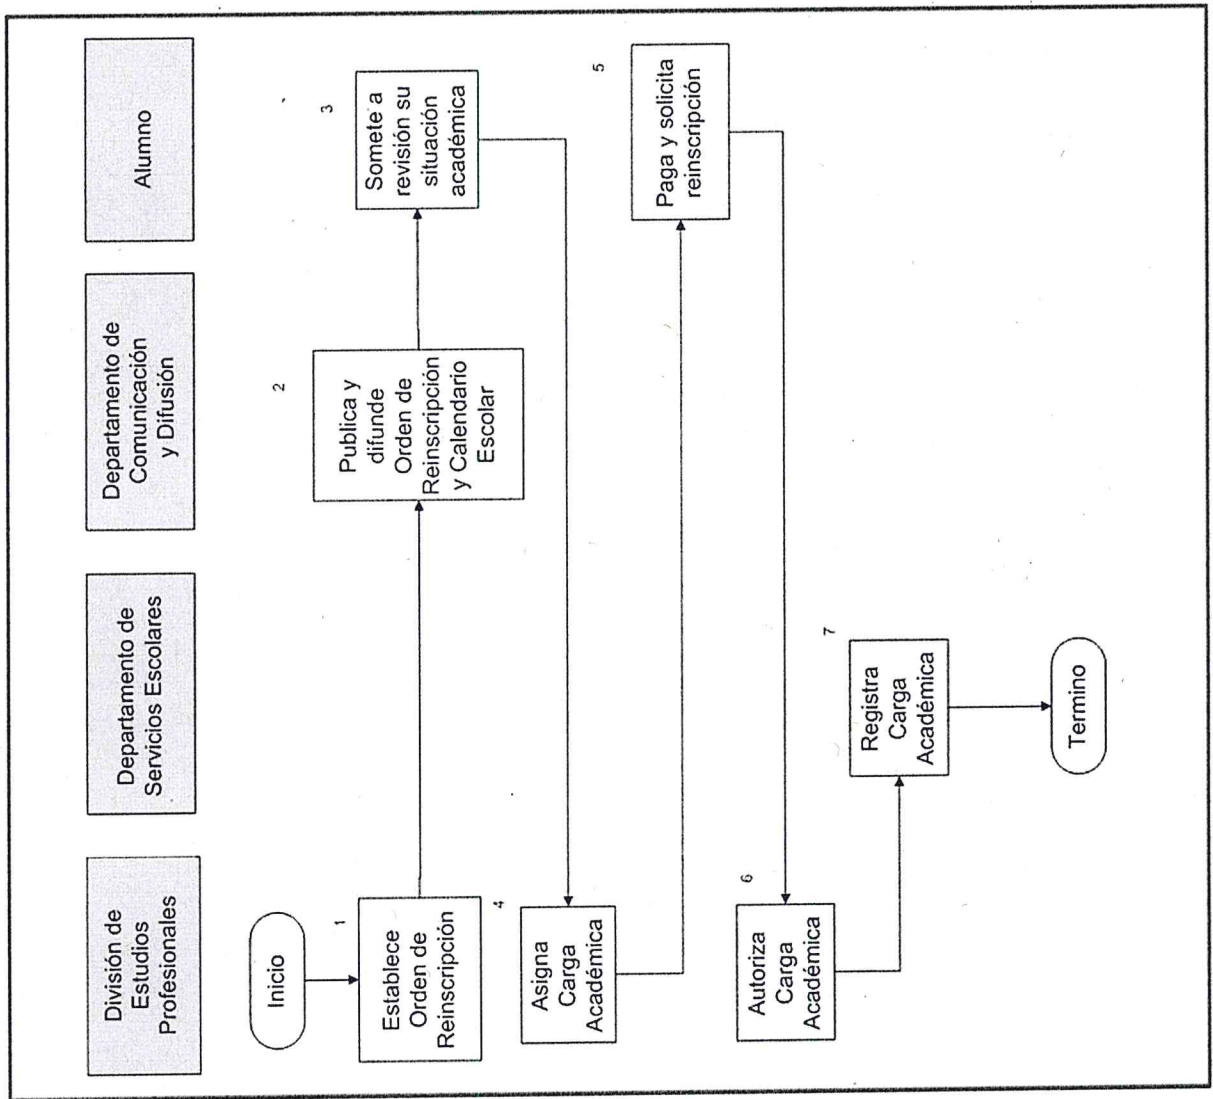 División de
Estudios
Profesionales
Departamento de
Servicios Escolares
Departamento de
Comunicación
y Difusión
Alumno
Inicio
1
Establece
Orden de
Reinscripción
2
Publica y
difunde
Orden de
Reinscripción
y Calendario
Escolar
3
Somete a
revisión su
situación
académica
4
Asigna
Carga
Académica
5
Paga y solicita
reinscripción
6
Autoriza
Carga
Académica
7
Registra
Carga
Académica
Termino